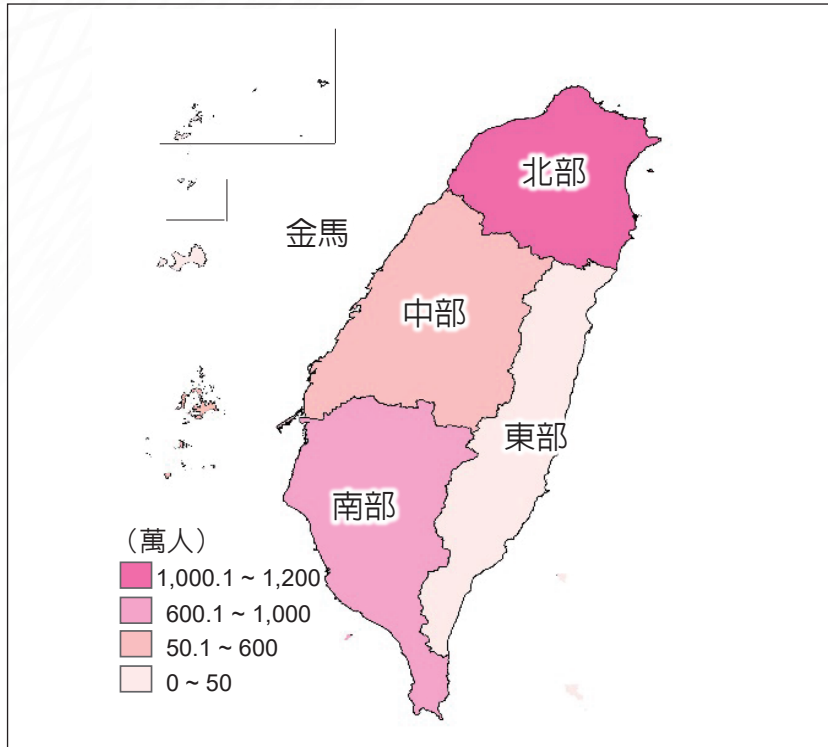 北部
金馬
中部
東部
南部
（萬人）
1,000.1 ~ 1,200
600.1 ~ 1,000
50.1 ~ 600
0 ~ 50